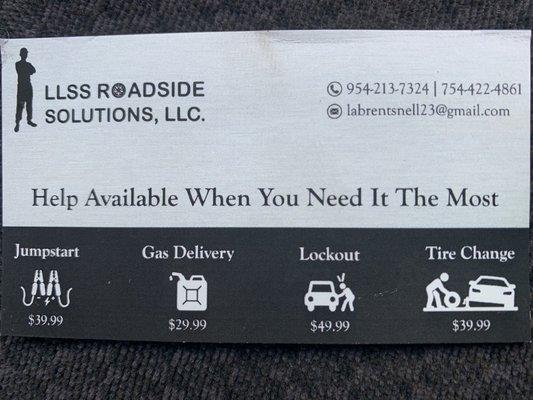 LLSS ROADSIDE
SOLUTIONS, LLC.
954-213-7324 | 754-422-4861
labrentsnell23@gmail.com
Help Available When You Need It The Most
Jumpstart Gas Delivery Lockout Tire Change
$39.99 $29.99 $49.99 $39.99